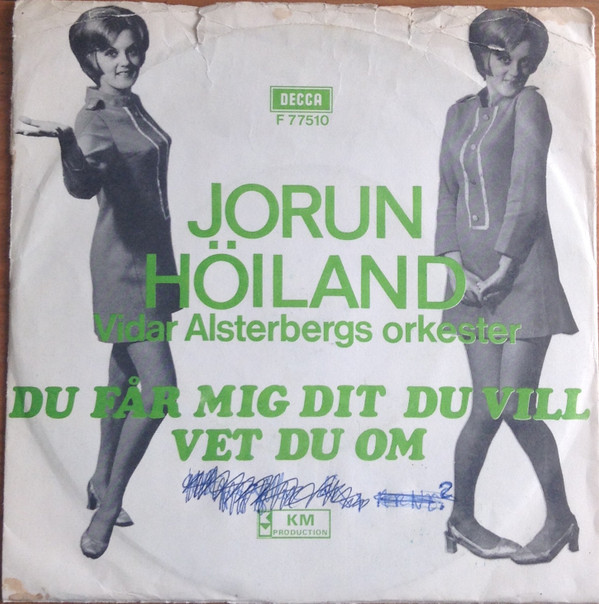 DECCA
F 77510
JORUN
HÖILAND
Vidar Alsterbergs orkester
DU FÅR MIG DIT DU VILL
VET DU OM
KM
PRODUCTION